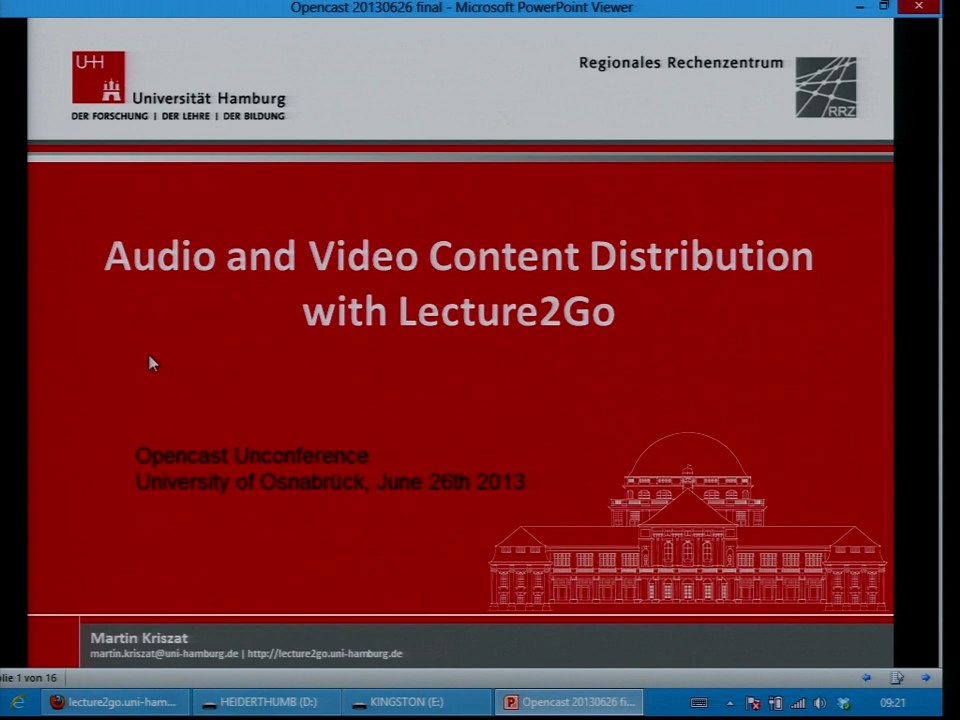 Opencast 20130626 final - Microsoft PowerPoint Viewer
UHH
Universität Hamburg
DER FORSCHUNG | DER LEHRE | DER BILDUNG
Regionales Rechenzentrum
RRZ
Audio and Video Content Distribution
with Lecture2Go
Opencast Unconference
University of Osnabrück, June 26th 2013
Martin Kriszat
martin.kriszat@uni-hamburg.de | http://lecture2go.uni-hamburg.de
lie 1 von 16
lecture2go.uni-ham...
HEIDERTHUMB (D:)
KINGSTON (E:)
Opencast 20130626 fi...
09:21